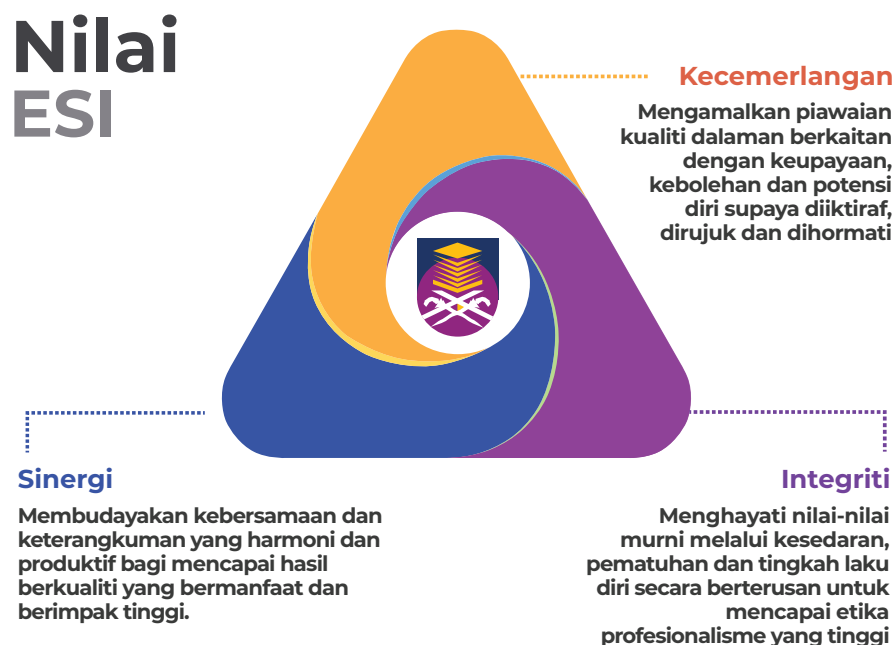 Nilai
ESI
Kecemerlangan
Mengamalkan piawaian
kualiti dalaman berkaitan
dengan keupayaan,
kebolehan dan potensi
diri supaya diiktiraf,
dirujuk dan dihormati
Sinergi
Membudayakan kebersamaan dan
keterangkuman yang harmoni dan
produktif bagi mencapai hasil
berkualiti yang bermanfaat dan
berimpak tinggi.
Integriti
Menghayati nilai-nilai
murni melalui kesedaran,
pematuhan dan tingkah laku
diri secara berterusan untuk
mencapai etika
profesionalisme yang tinggi